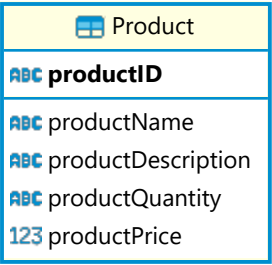 Product
ABC productID
ABC productName
ABC productDescription
ABC productQuantity
123 productPrice